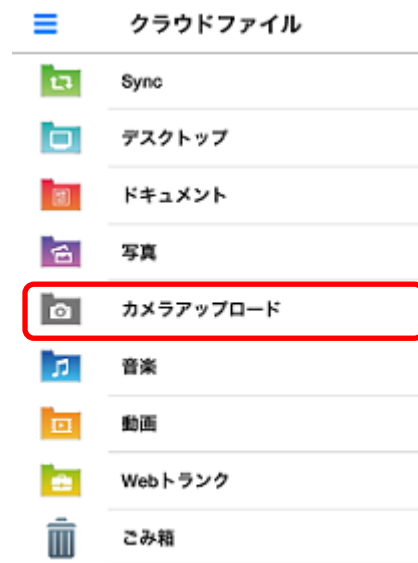 クラウドファイル
Sync
デスクトップ
ドキュメント
写真
カメラアップロード
音楽
動画
Webトランク
ごみ箱